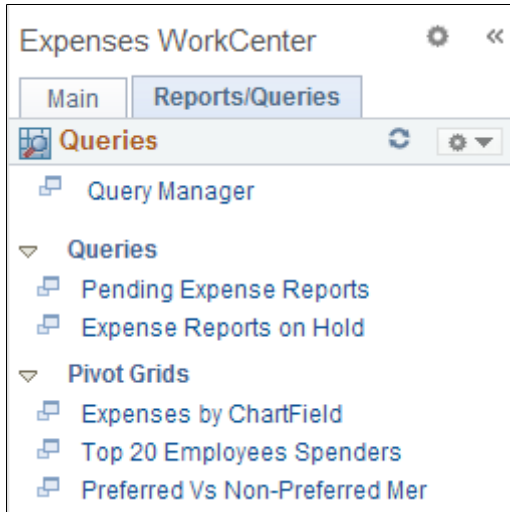 Expenses WorkCenter
Main Reports/Queries
Queries
Query Manager
Queries
Pending Expense Reports
Expense Reports on Hold
Pivot Grids
Expenses by ChartField
Top 20 Employees Spenders
Preferred Vs Non-Preferred Mer